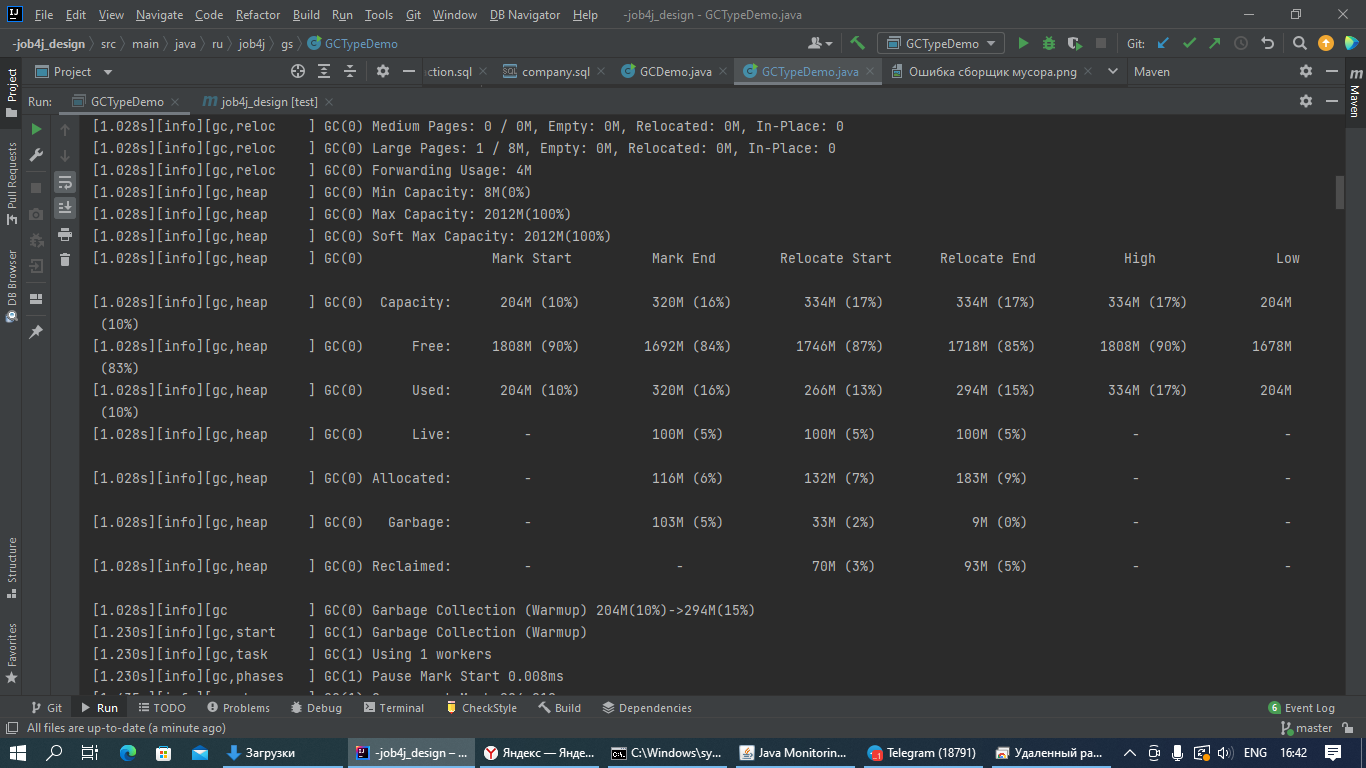 File Edit View Navigate Code Refactor Build Run Tools Git Window DB Navigator Help -job4j_design - GCTypeDemo.java
-job4j_design src main java ru job4j gs GCTypeDemo GCTypeDemo Git:
Project ction.sql company.sql GCDemo.java GCTypeDemo.java Ошибка сборщик мусора.png Maven
Run: GCTypeDemo job4j_design [test]
[1.028s][info][gc,reloc    ] GC(0) Medium Pages: 0 / 0M, Empty: 0M, Relocated: 0M, In-Place: 0
[1.028s][info][gc,reloc    ] GC(0) Large Pages: 1 / 8M, Empty: 0M, Relocated: 0M, In-Place: 0
[1.028s][info][gc,reloc    ] GC(0) Forwarding Usage: 4M
[1.028s][info][gc,heap     ] GC(0) Min Capacity: 8M(0%)
[1.028s][info][gc,heap     ] GC(0) Max Capacity: 2012M(100%)
[1.028s][info][gc,heap     ] GC(0) Soft Max Capacity: 2012M(100%)
[1.028s][info][gc,heap     ] GC(0) Mark Start Mark End Relocate Start Relocate End High Low
[1.028s][info][gc,heap     ] GC(0) Capacity: 204M (10%) 320M (16%) 334M (17%) 334M (17%) 334M (17%) 204M
(10%)
[1.028s][info][gc,heap     ] GC(0) Free: 1808M (90%) 1692M (84%) 1746M (87%) 1718M (85%) 1808M (90%) 1678M
(83%)
[1.028s][info][gc,heap     ] GC(0) Used: 204M (10%) 320M (16%) 266M (13%) 294M (15%) 334M (17%) 204M
(10%)
[1.028s][info][gc,heap     ] GC(0) Live: - 100M (5%) 100M (5%) 100M (5%) - -
[1.028s][info][gc,heap     ] GC(0) Allocated: - 116M (6%) 132M (7%) 183M (9%) - -
[1.028s][info][gc,heap     ] GC(0) Garbage: - 103M (5%) 33M (2%) 9M (0%) - -
[1.028s][info][gc,heap     ] GC(0) Reclaimed: - - 70M (3%) 93M (5%) - -
[1.028s][info][gc          ] GC(0) Garbage Collection (Warmup) 204M(10%)->294M(15%)
[1.230s][info][gc,start    ] GC(1) Garbage Collection (Warmup)
[1.230s][info][gc,task     ] GC(1) Using 1 workers
[1.230s][info][gc,phases   ] GC(1) Pause Mark Start 0.008ms
Project
Pull Requests
DB Browser
Structure
Favorites
Maven
Git Run TODO Problems Debug Terminal CheckStyle Build Dependencies 6 Event Log
All files are up-to-date (a minute ago) master
Загрузки -job4j_design – ... Яндекс — Янде... C:\Windows\sy... Java Monitorin... Telegram (18791) Удаленный ра... ENG 16:42